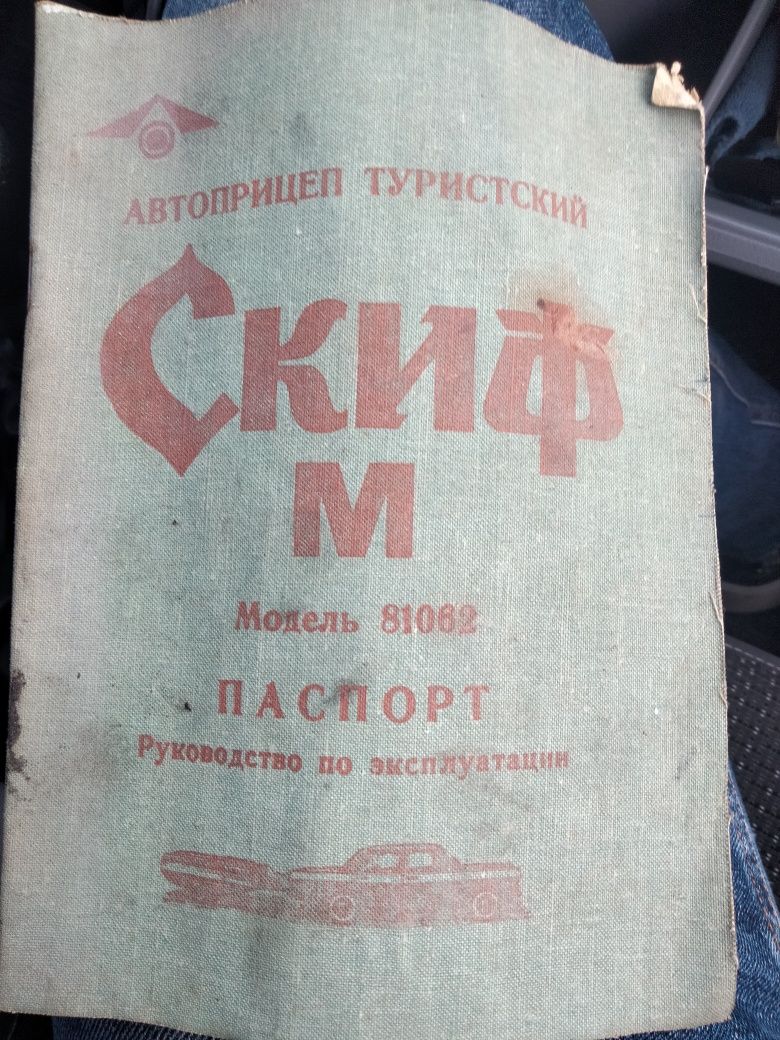 АВТОПРИЦЕП ТУРИСТСКИЙ
СКИФ
М
Модель 81062
ПАСПОРТ
Руководство по эксплуатации